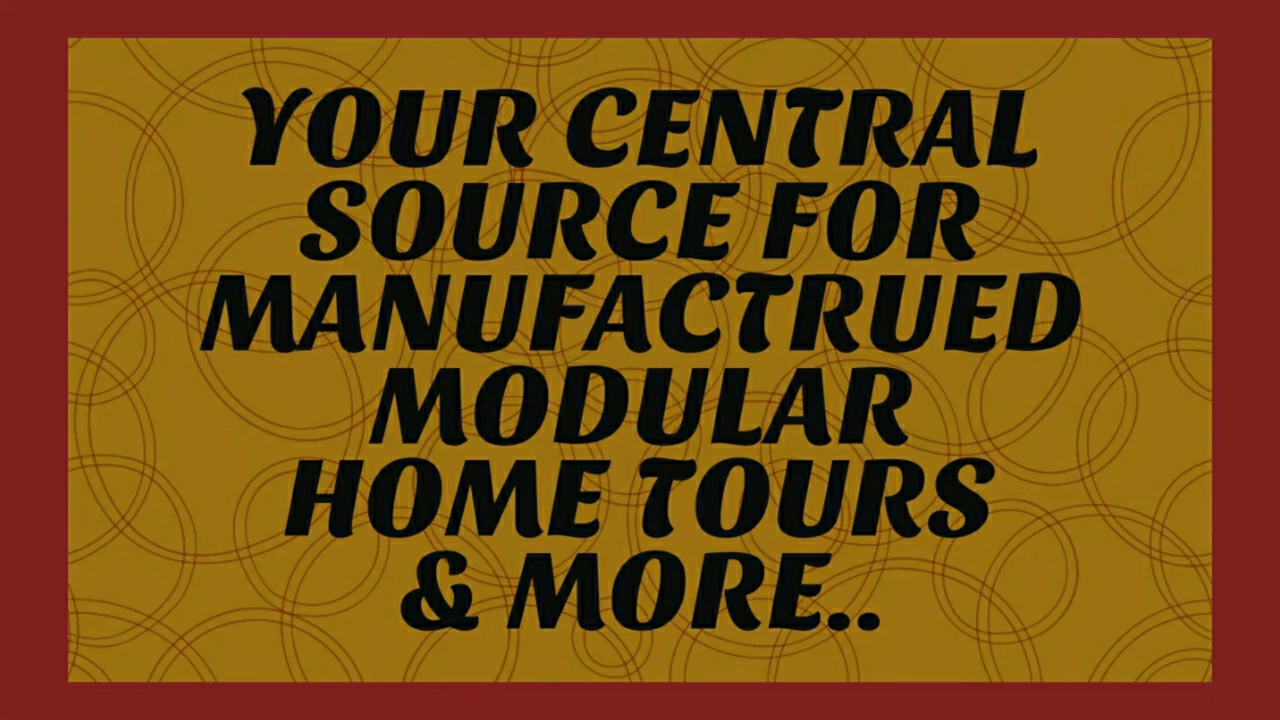 YOUR CENTRAL
SOURCE FOR
MANUFACTRUED
MODULAR
HOME TOURS
& MORE..